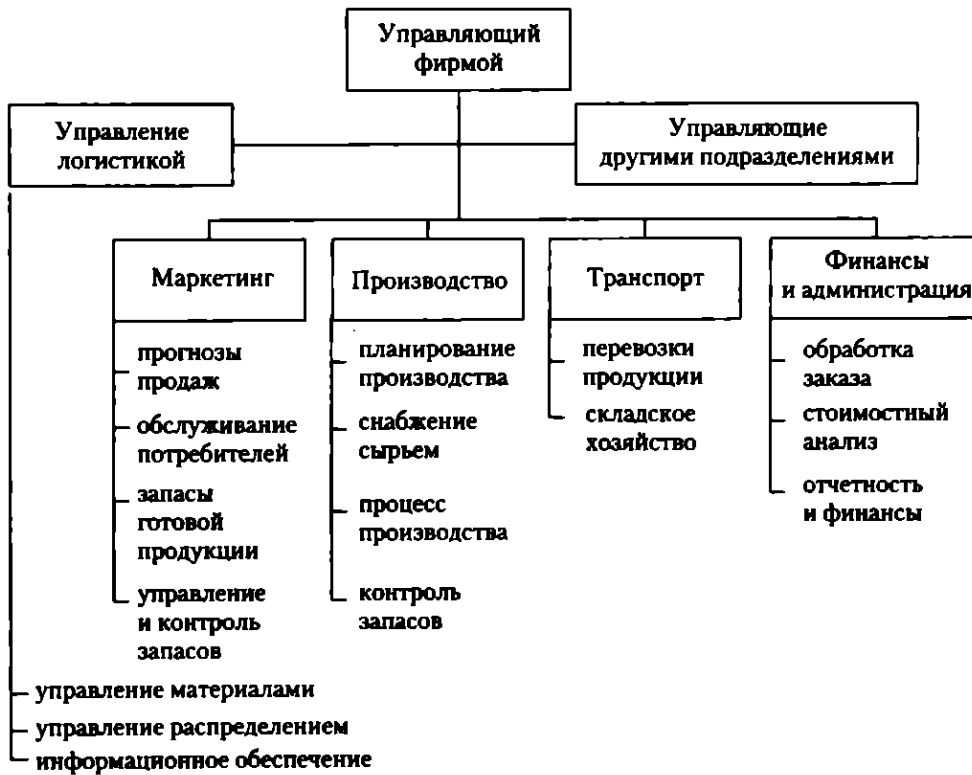 Управляющий
фирмой
Управление
логистикой
Управляющие
другими подразделениями
Маркетинг
прогнозы
продаж
обслуживание
потребителей
запасы
готовой
продукции
управление
и контроль
запасов
Производство
планирование
производства
снабжение
сырьем
процесс
производства
контроль
запасов
Транспорт
перевозки
продукции
складское
хозяйство
Финансы
и администрация
обработка
заказа
стоимостный
анализ
отчетность
и финансы
управление материалами
управление распределением
информационное обеспечение